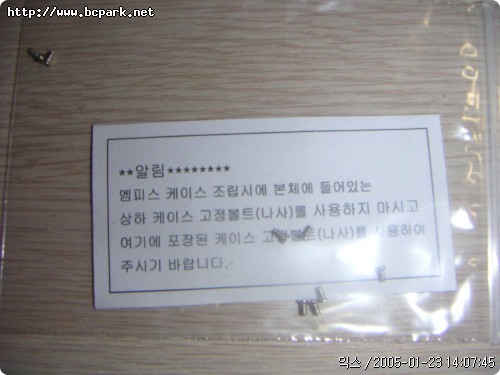 http://www.bcpark.net
**알림********
멤피스 케이스 조립시에 본체에 들어있는
상하 케이스 고정볼트(나사)를 사용하지 마시고
여기에 포장된 케이스 고정볼트(나사)를 사용하여
주시기 바랍니다.
익스 / 2005-01-23 14:07:45